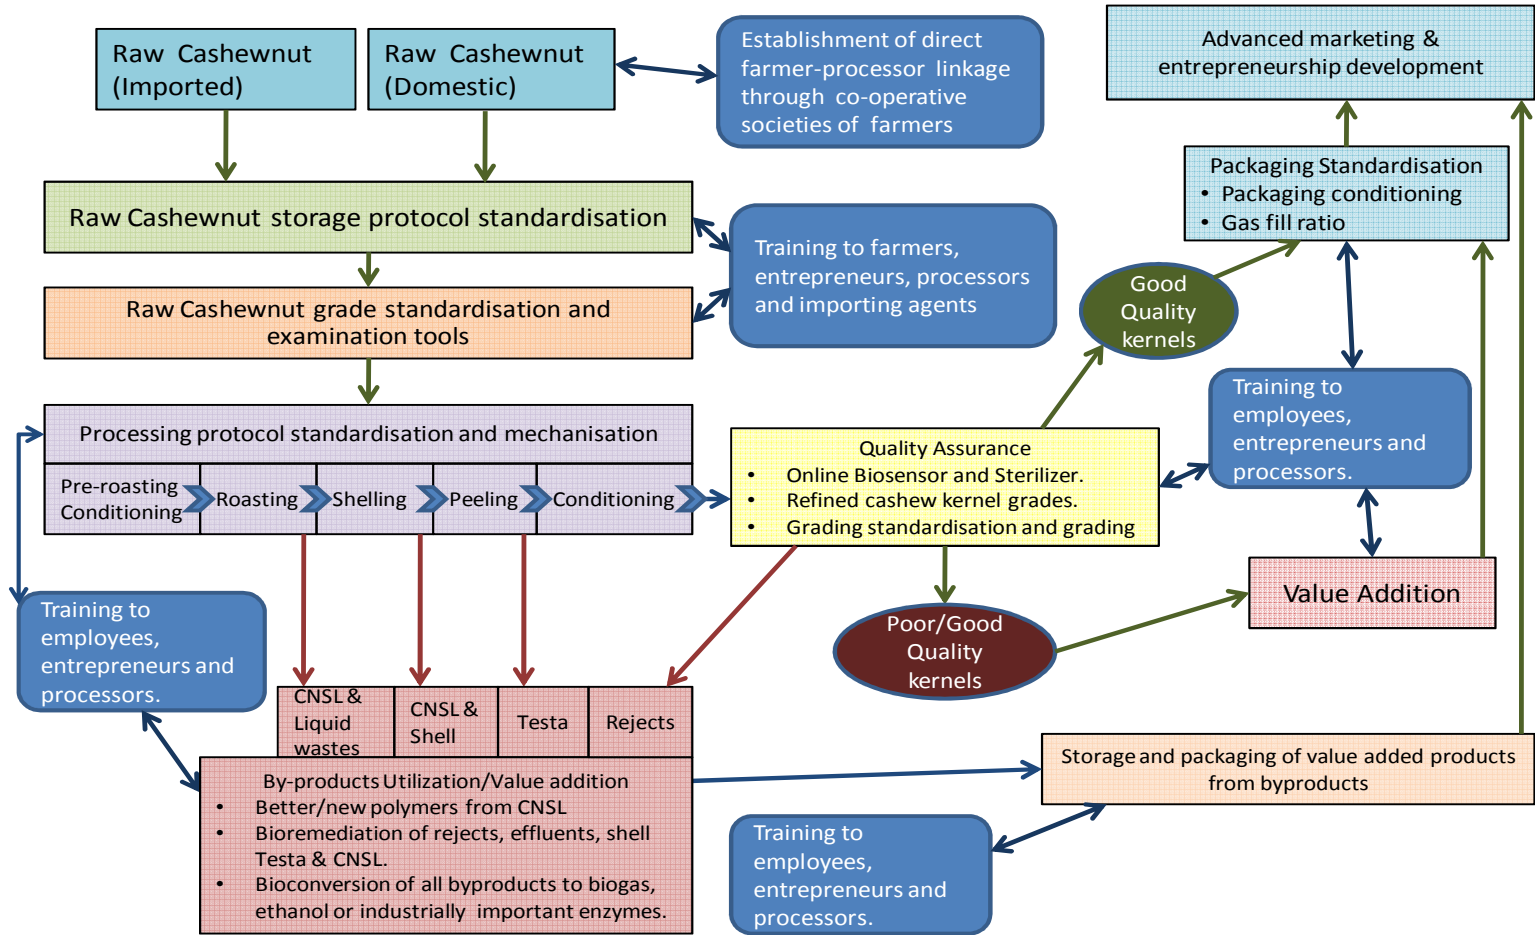 Raw Cashewnut
(Imported)
Raw Cashewnut
(Domestic)
Establishment of direct
farmer-processor linkage
through co-operative
societies of farmers
Advanced marketing &
entrepreneurship development
Packaging Standardisation
• Packaging conditioning
• Gas fill ratio
Raw Cashewnut storage protocol standardisation
Training to farmers,
entrepreneurs, processors
and importing agents
Raw Cashewnut grade standardisation and
examination tools
Good
Quality
kernels
Processing protocol standardisation and mechanisation
Pre-roasting
Conditioning
Roasting
Shelling
Peeling
Conditioning
Quality Assurance
• Online Biosensor and Sterilizer.
• Refined cashew kernel grades.
• Grading standardisation and grading
Training to
employees,
entrepreneurs and
processors.
Value Addition
Poor/Good
Quality
kernels
Training to
employees,
entrepreneurs and
processors.
CNSL &
Liquid
wastes
CNSL &
Shell
Testa
Rejects
By-products Utilization/Value addition
• Better/new polymers from CNSL
• Bioremediation of rejects, effluents, shell
Testa & CNSL.
• Bioconversion of all byproducts to biogas,
ethanol or industrially important enzymes.
Storage and packaging of value added products
from byproducts
Training to
employees,
entrepreneurs and
processors.